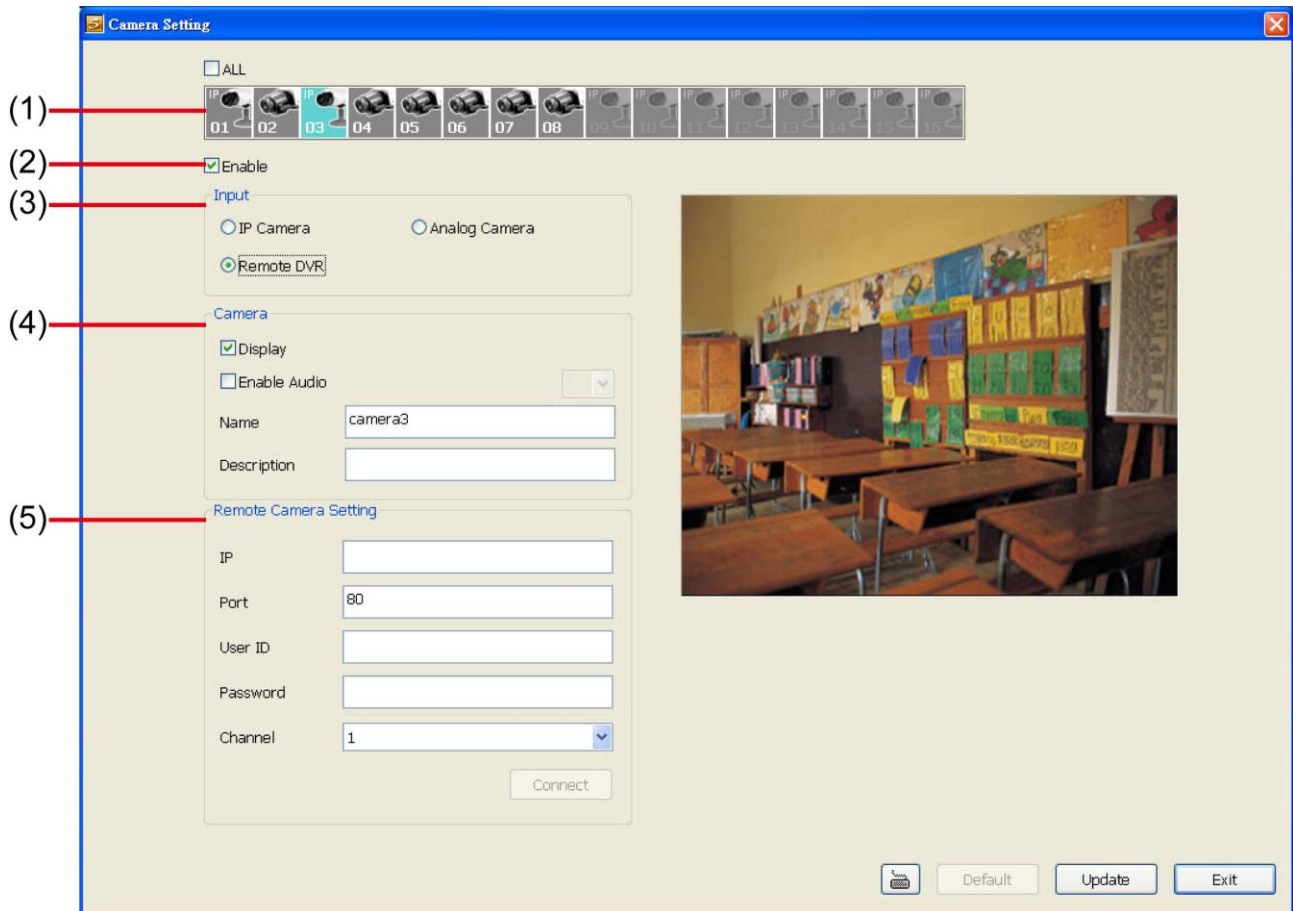 Camera Setting
ALL
(1)
IP 01 02 IP 03 04 05 06 07 08 IP 09 IP 10 IP 11 IP 12 IP 13 IP 14 IP 15 IP 16
(2) Enable
(3) Input
IP Camera Analog Camera
Remote DVR
(4) Camera
Display
Enable Audio
Name camera3
Description
(5) Remote Camera Setting
IP
Port 80
User ID
Password
Channel 1
Connect
Default Update Exit